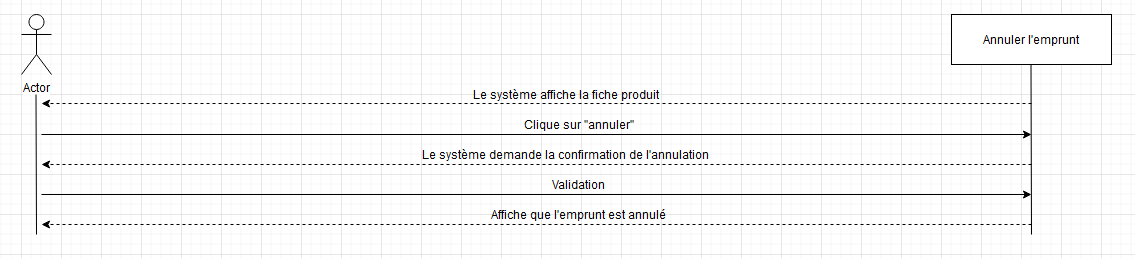 Annuler l'emprunt
Actor
Le système affiche la fiche produit
Clique sur "annuler"
Le système demande la confirmation de l'annulation
Validation
Affiche que l'emprunt est annulé